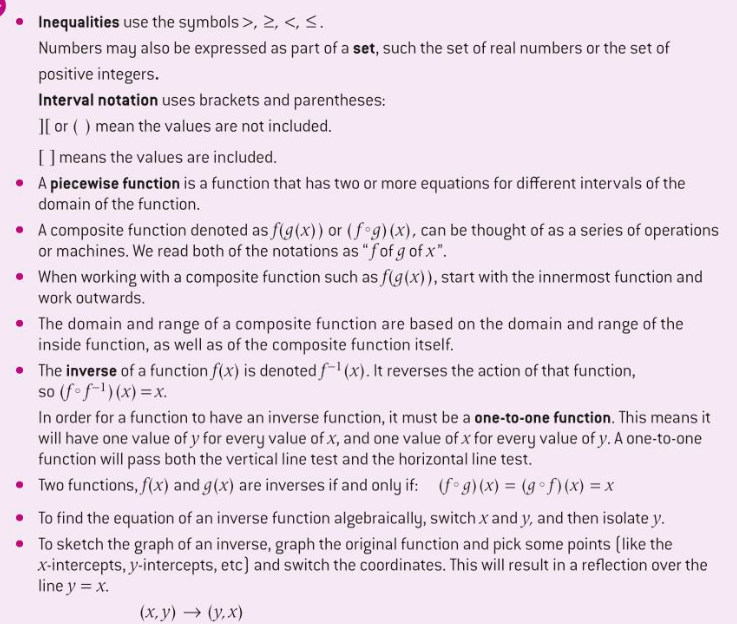 • Inequalities use the symbols >, ≥, <, ≤.
Numbers may also be expressed as part of a set, such the set of real numbers or the set of
positive integers.
Interval notation uses brackets and parentheses:
][ or ( ) mean the values are not included.
[ ] means the values are included.
• A piecewise function is a function that has two or more equations for different intervals of the
domain of the function.
• A composite function denoted as f(g(x)) or (f∘g)(x), can be thought of as a series of operations
or machines. We read both of the notations as “f of g of x”.
• When working with a composite function such as f(g(x)), start with the innermost function and
work outwards.
• The domain and range of a composite function are based on the domain and range of the
inside function, as well as of the composite function itself.
• The inverse of a function f(x) is denoted f⁻¹(x). It reverses the action of that function,
so (f∘f⁻¹)(x) = x.
In order for a function to have an inverse function, it must be a one-to-one function. This means it
will have one value of y for every value of x, and one value of x for every value of y. A one-to-one
function will pass both the vertical line test and the horizontal line test.
• Two functions, f(x) and g(x) are inverses if and only if: (f∘g)(x) = (g∘f)(x) = x
• To find the equation of an inverse function algebraically, switch x and y, and then isolate y.
• To sketch the graph of an inverse, graph the original function and pick some points (like the
x-intercepts, y-intercepts, etc) and switch the coordinates. This will result in a reflection over the
line y = x.
(x, y) → (y, x)